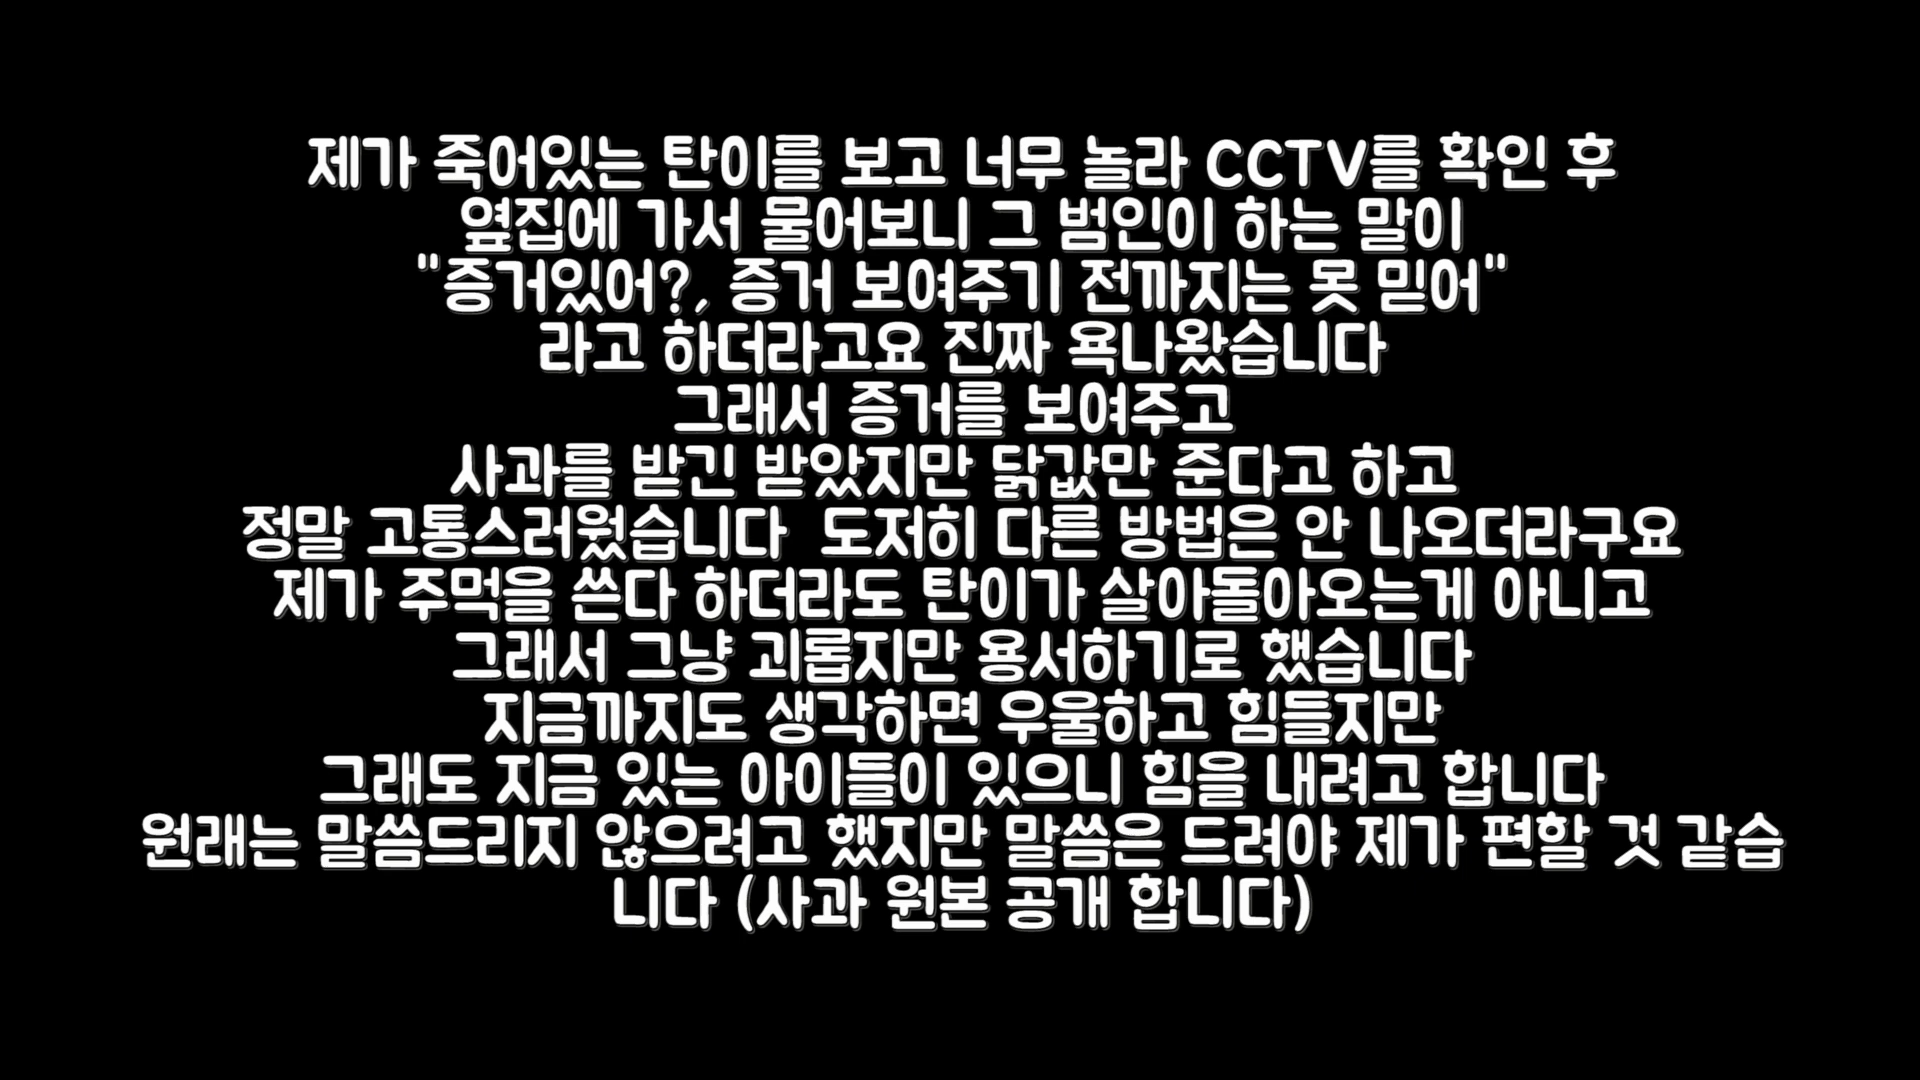 제가 죽어있는 탄이를 보고 너무 놀라 CCTV를 확인 후
옆집에 가서 물어보니 그 범인이 하는 말이
"증거있어?, 증거 보여주기 전까지는 못 믿어"
라고 하더라고요 진짜 욕나왔습니다
그래서 증거를 보여주고
사과를 받긴 받았지만 닭값만 준다고 하고
정말 고통스러웠습니다  도저히 다른 방법은 안 나오더라구요
제가 주먹을 쓴다 하더라도 탄이가 살아돌아오는게 아니고
그래서 그냥 괴롭지만 용서하기로 했습니다
지금까지도 생각하면 우울하고 힘들지만
그래도 지금 있는 아이들이 있으니 힘을 내려고 합니다
원래는 말씀드리지 않으려고 했지만 말씀은 드려야 제가 편할 것 같습
니다 (사과 원본 공개 합니다)